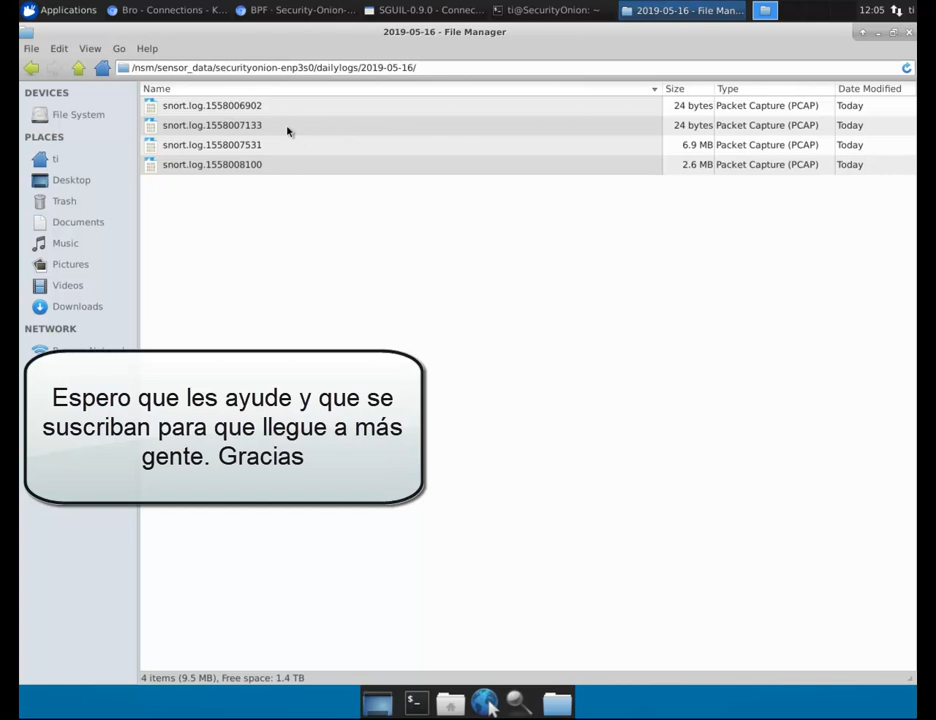 Applications
Bro - Connections - K...
BPF · Security-Onion-...
SGUIL-0.9.0 - Connec...
ti@SecurityOnion: ~
2019-05-16 - File Man...
12:05
ti
2019-05-16 - File Manager
File Edit View Go Help
/nsm/sensor_data/securityonion-enp3s0/dailylogs/2019-05-16/
DEVICES
File System
PLACES
ti
Desktop
Trash
Documents
Music
Pictures
Videos
Downloads
NETWORK
Name Size Type Date Modified
snort.log.1558006902 24 bytes Packet Capture (PCAP) Today
snort.log.1558007133 24 bytes Packet Capture (PCAP) Today
snort.log.1558007531 6.9 MB Packet Capture (PCAP) Today
snort.log.1558008100 2.6 MB Packet Capture (PCAP) Today
Espero que les ayude y que se
suscriban para que llegue a más
gente. Gracias
4 items (9.5 MB), Free space: 1.4 TB